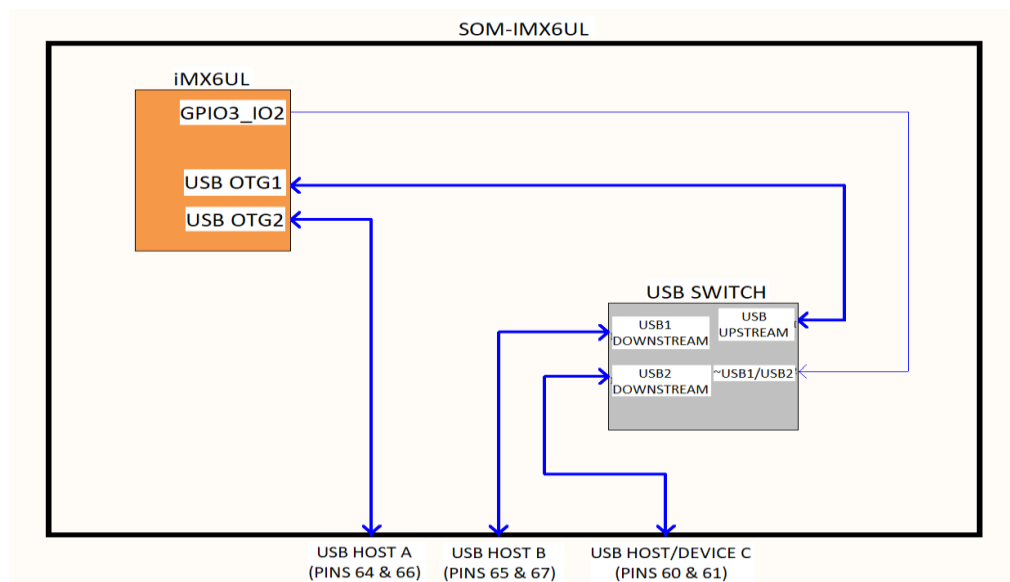 SOM-IMX6UL
iMX6UL
GPIO3_IO2
USB OTG1
USB OTG2
USB SWITCH
USB1
DOWNSTREAM
USB
UPSTREAM
USB2
DOWNSTREAM
~USB1/USB2
USB HOST A
(PINS 64 & 66)
USB HOST B
(PINS 65 & 67)
USB HOST/DEVICE C
(PINS 60 & 61)